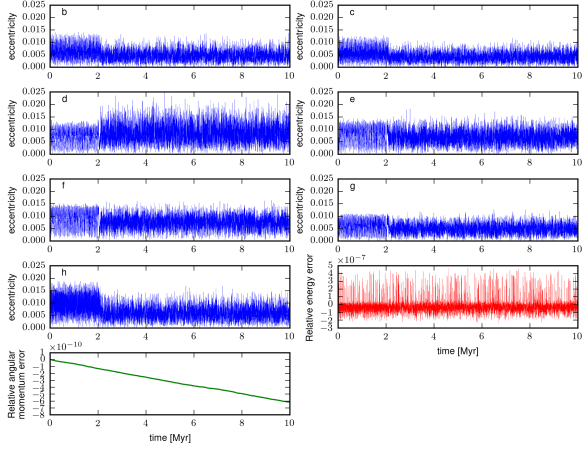 b
eccentricity
0.025
0.020
0.015
0.010
0.005
0.000
0 2 4 6 8 10
c
eccentricity
0.025
0.020
0.015
0.010
0.005
0.000
0 2 4 6 8 10
d
eccentricity
0.025
0.020
0.015
0.010
0.005
0.000
0 2 4 6 8 10
e
eccentricity
0.025
0.020
0.015
0.010
0.005
0.000
0 2 4 6 8 10
f
eccentricity
0.025
0.020
0.015
0.010
0.005
0.000
0 2 4 6 8 10
g
eccentricity
0.025
0.020
0.015
0.010
0.005
0.000
0 2 4 6 8 10
h
eccentricity
0.025
0.020
0.015
0.010
0.005
0.000
0 2 4 6 8 10
×10⁻⁷
Relative energy error
5
4
3
2
1
0
−1
−2
−3
0 2 4 6 8 10
time [Myr]
×10⁻¹⁰
Relative angular
momentum error
1
0
−1
−2
−3
−4
−5
−6
−7
−8
0 2 4 6 8 10
time [Myr]